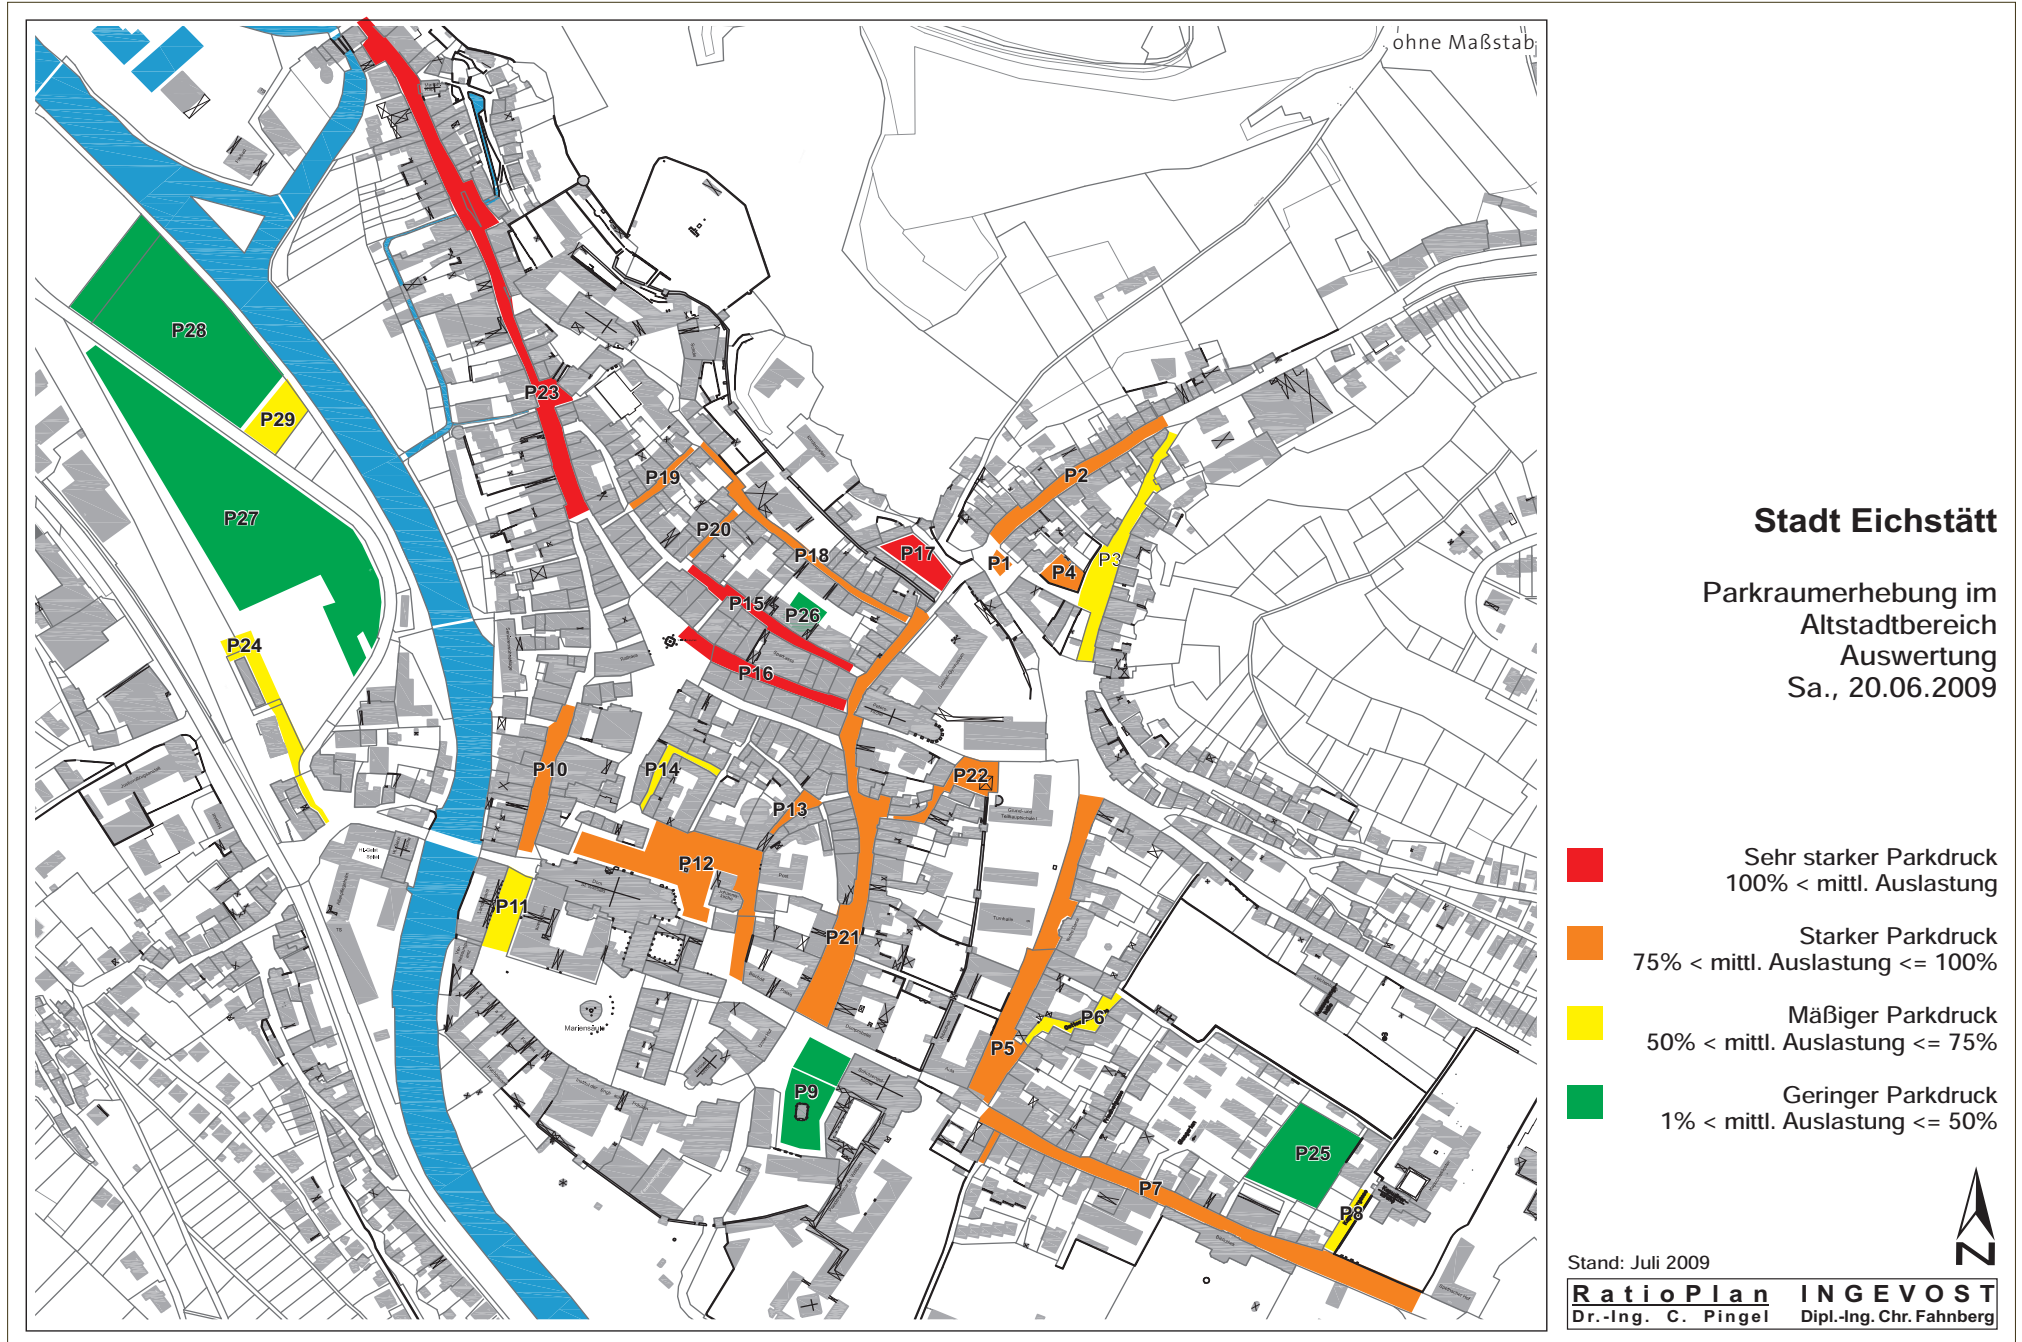 ohne Maßstab
P28
P29
P23
P27
P19
P2
P20
P18
P17
P1
P4
P3
P15
P26
P24
P16
P10
P14
P22
P13
P12
P11
P21
Mariensäule
P6
P5
P9
P25
P7
P8
Stadt Eichstätt
Parkraumerhebung im
Altstadtbereich
Auswertung
Sa., 20.06.2009
Sehr starker Parkdruck
100% < mittl. Auslastung
Starker Parkdruck
75% < mittl. Auslastung <= 100%
Mäßiger Parkdruck
50% < mittl. Auslastung <= 75%
Geringer Parkdruck
1% < mittl. Auslastung <= 50%
N
Stand: Juli 2009
RatioPlan INGEVOST
Dr.-Ing. C. Pingel Dipl.-Ing. Chr. Fahnberg